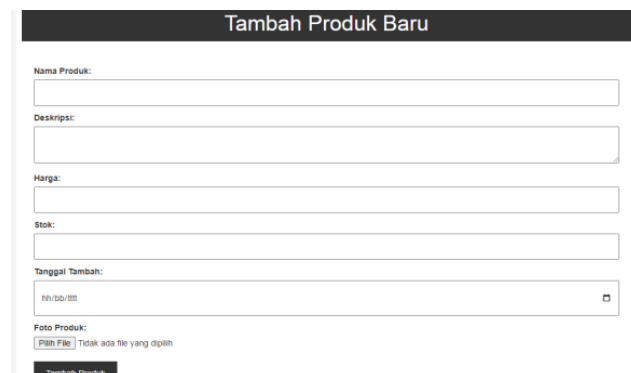 Tambah Produk Baru
Nama Produk:
Deskripsi:
Harga:
Stok:
Tanggal Tambah:
hh/bb/tttt
Foto Produk:
Pilih File Tidak ada file yang dipilih
Tambah Produk